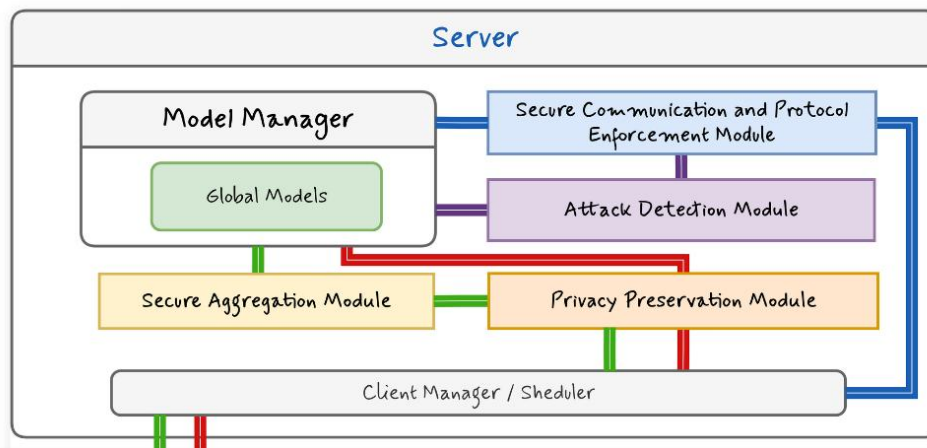 Server
Model Manager
Secure Communication and Protocol
Enforcement Module
Global Models
Attack Detection Module
Secure Aggregation Module
Privacy Preservation Module
Client Manager / Sheduler